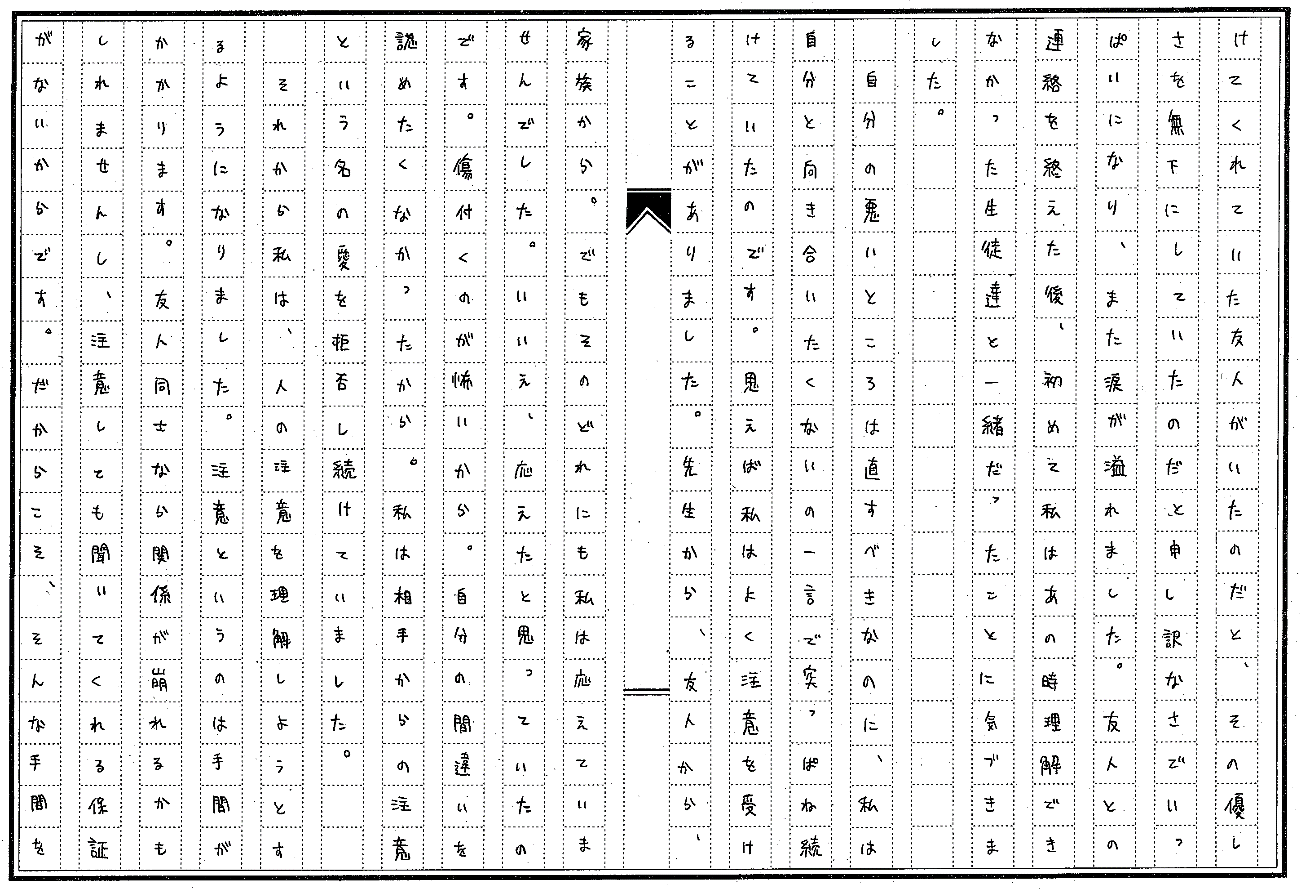 けてくれていた友人がいたのだと、その優し
さを無下にしていたのだと申し訳なさでいっ
ぱいになり、また涙が溢れました。友人との
連絡を終えた後、初めて私はあの時理解でき
なかった生徒達と一緒だったことに気づきま
した。
自分の悪いところは直すべきなのに、私は
自分と向き合いたくないの一言で突っぱね続
けていたのです。思えば私はよく注意を受け
ることがありました。先生から、友人から、
家族から。でもそのどれにも私は応えていま
せんでした。いいえ、応えたと思っていたの
です。傷付くのが怖いから。自分の間違いを
認めたくなかったから。私は相手からの注意
という名の愛を拒否し続けていました。
それから私は、人の注意を理解しようとす
るようになりました。注意というのは手間が
かかります。友人同さなから関係が崩れるかも
しれませんし、注意しても聞いてくれる係証
がないからです。だからこそ、そんな手間を